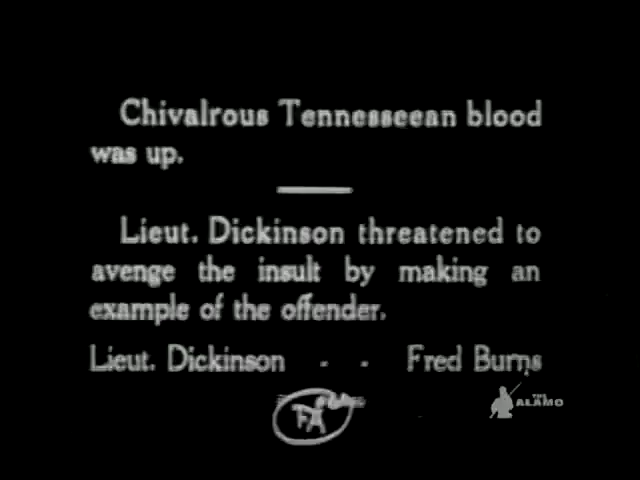 Chivalrous Tennesseean blood
was up.
Lieut. Dickinson threatened to
avenge the insult by making an
example of the offender.
Lieut. Dickinson - - Fred Burns
FA
THE
ALAMO